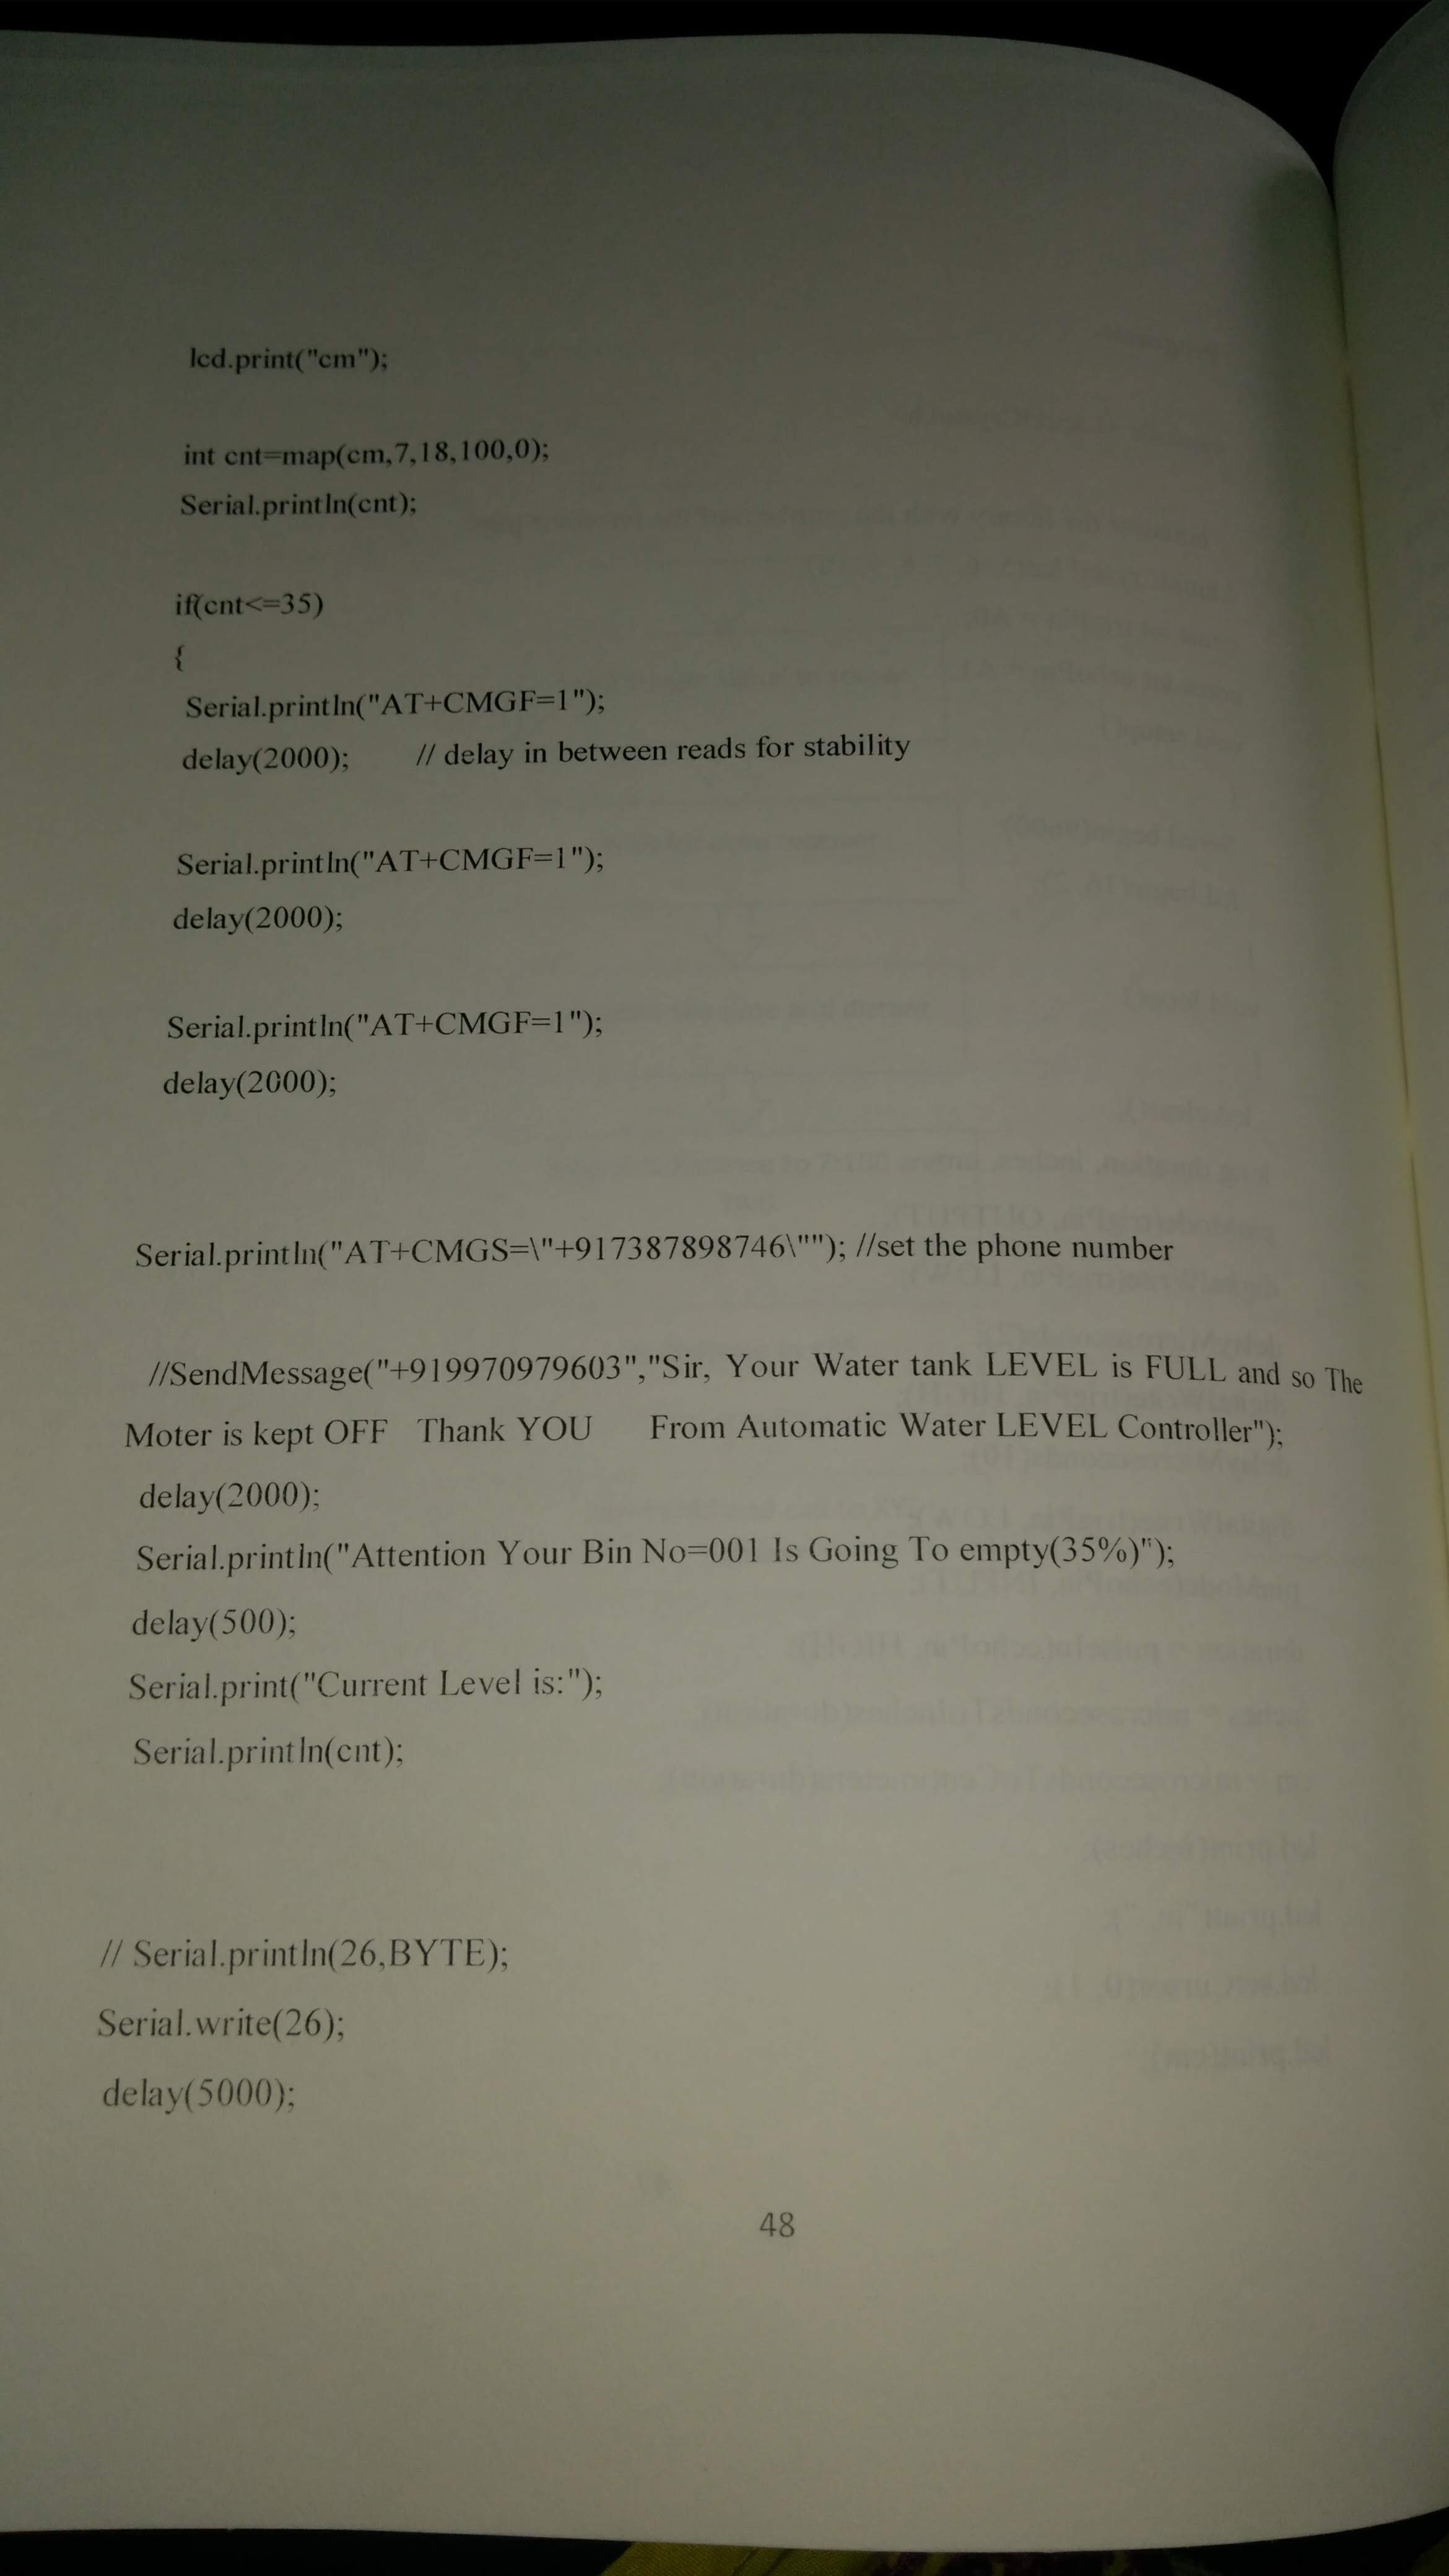 lcd.print("cm");
int cnt=map(cm,7,18,100,0);
Serial.println(cnt);
if(cnt<=35)
{
Serial.println("AT+CMGF=1");
delay(2000); // delay in between reads for stability
Serial.println("AT+CMGF=1");
delay(2000);
Serial.println("AT+CMGF=1");
delay(2000);
Serial.println("AT+CMGS=\"+917387898746\""); //set the phone number
//SendMessage("+919970979603","Sir, Your Water tank LEVEL is FULL and so The
Moter is kept OFF Thank YOU From Automatic Water LEVEL Controller");
delay(2000);
Serial.println("Attention Your Bin No=001 Is Going To empty(35%)");
delay(500);
Serial.print("Current Level is:");
Serial.println(cnt);
// Serial.println(26,BYTE);
Serial.write(26);
delay(5000);
48